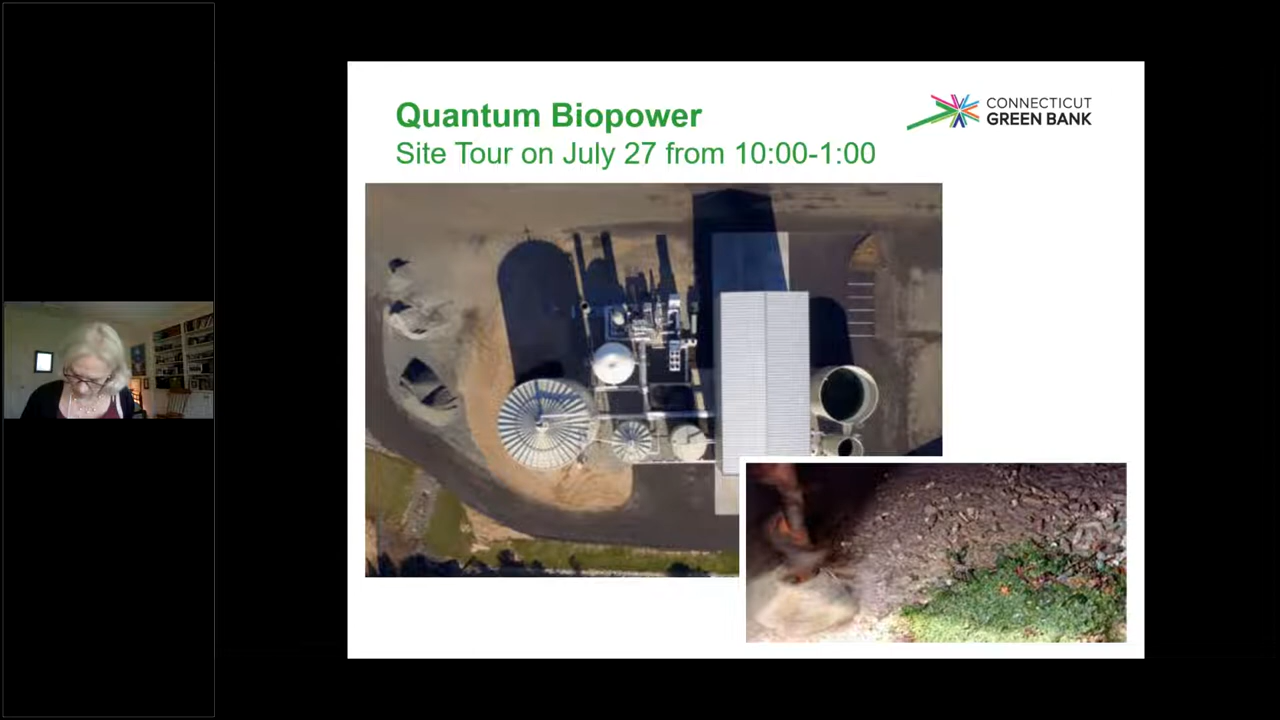 Quantum Biopower
Site Tour on July 27 from 10:00-1:00
CONNECTICUT
GREEN BANK